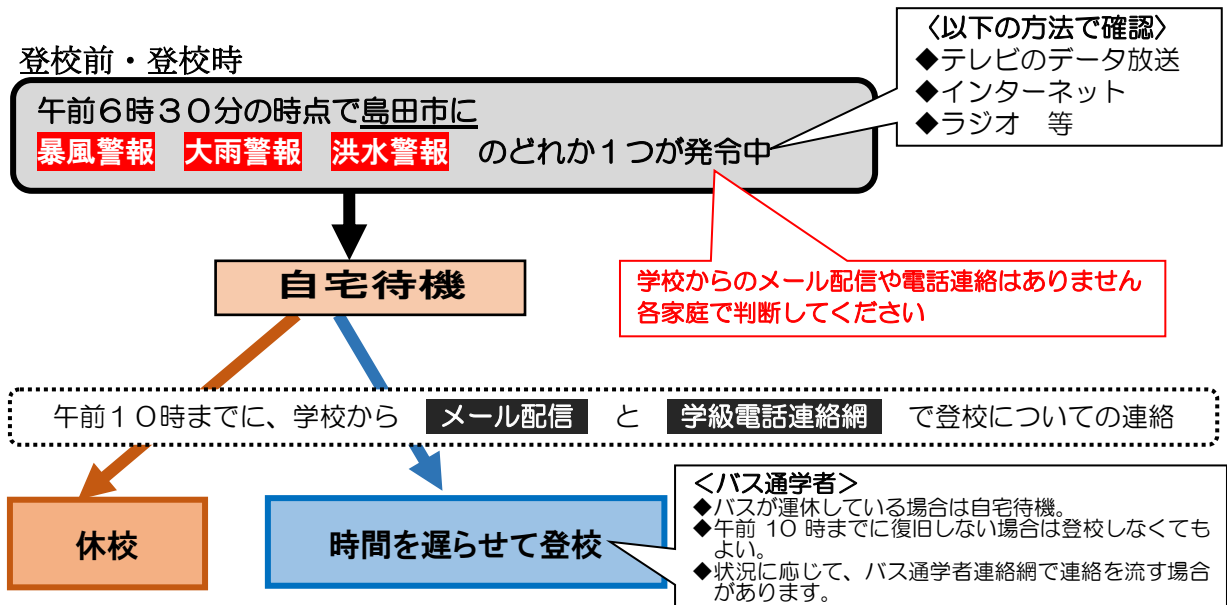 登校前・登校時
午前６時３０分の時点で島田市に
暴風警報　大雨警報　洪水警報　のどれか１つが発令中
〈以下の方法で確認〉
◆テレビのデータ放送
◆インターネット
◆ラジオ　等
自宅待機
学校からのメール配信や電話連絡はありません
各家庭で判断してください
午前１０時までに、学校から　メール配信　と　学級電話連絡網　で登校についての連絡
休校
時間を遅らせて登校
＜バス通学者＞
◆バスが運休している場合は自宅待機。
◆午前 10 時までに復旧しない場合は登校しなくても
よい。
◆状況に応じて、バス通学者連絡網で連絡を流す場合
があります。